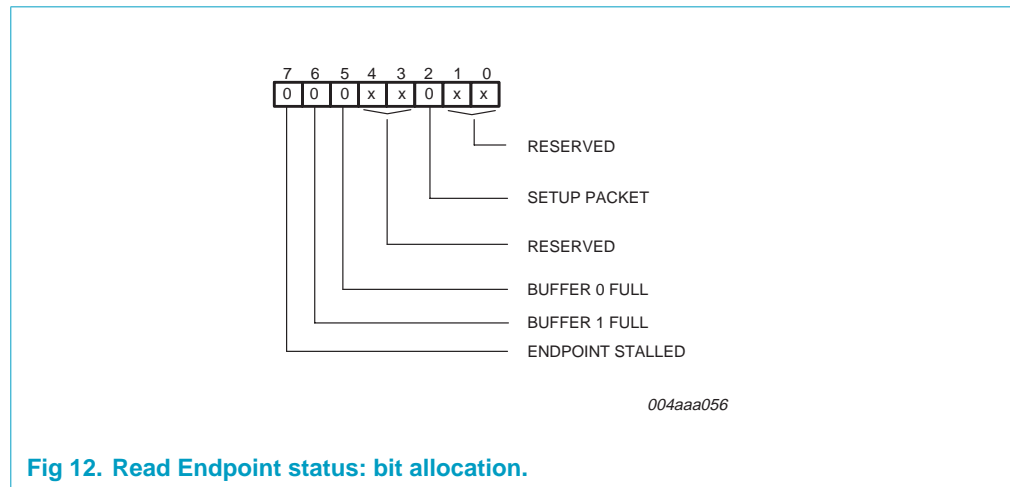 7 6 5 4 3 2 1 0
0 0 0 x x 0 x x
RESERVED
SETUP PACKET
RESERVED
BUFFER 0 FULL
BUFFER 1 FULL
ENDPOINT STALLED
004aaa056
Fig 12. Read Endpoint status: bit allocation.